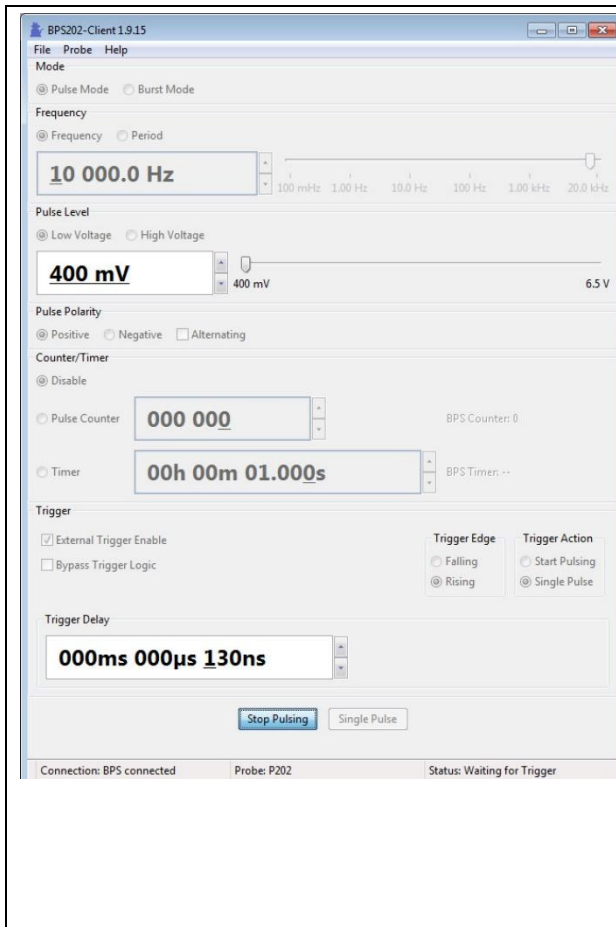 BPS202-Client 1.9.15
File Probe Help
Mode
Pulse Mode Burst Mode
Frequency
Frequency Period
10 000.0 Hz
100 mHz 1.00 Hz 10.0 Hz 100 Hz 1.00 kHz 20.0 kHz
Pulse Level
Low Voltage High Voltage
400 mV
400 mV 6.5 V
Pulse Polarity
Positive Negative Alternating
Counter/Timer
Disable
Pulse Counter 000 000 BPS Counter: 0
Timer 00h 00m 01.000s BPS Timer: --
Trigger
External Trigger Enable
Bypass Trigger Logic
Trigger Edge
Falling
Rising
Trigger Action
Start Pulsing
Single Pulse
Trigger Delay
000ms 000µs 130ns
Stop Pulsing Single Pulse
Connection: BPS connected Probe: P202 Status: Waiting for Trigger